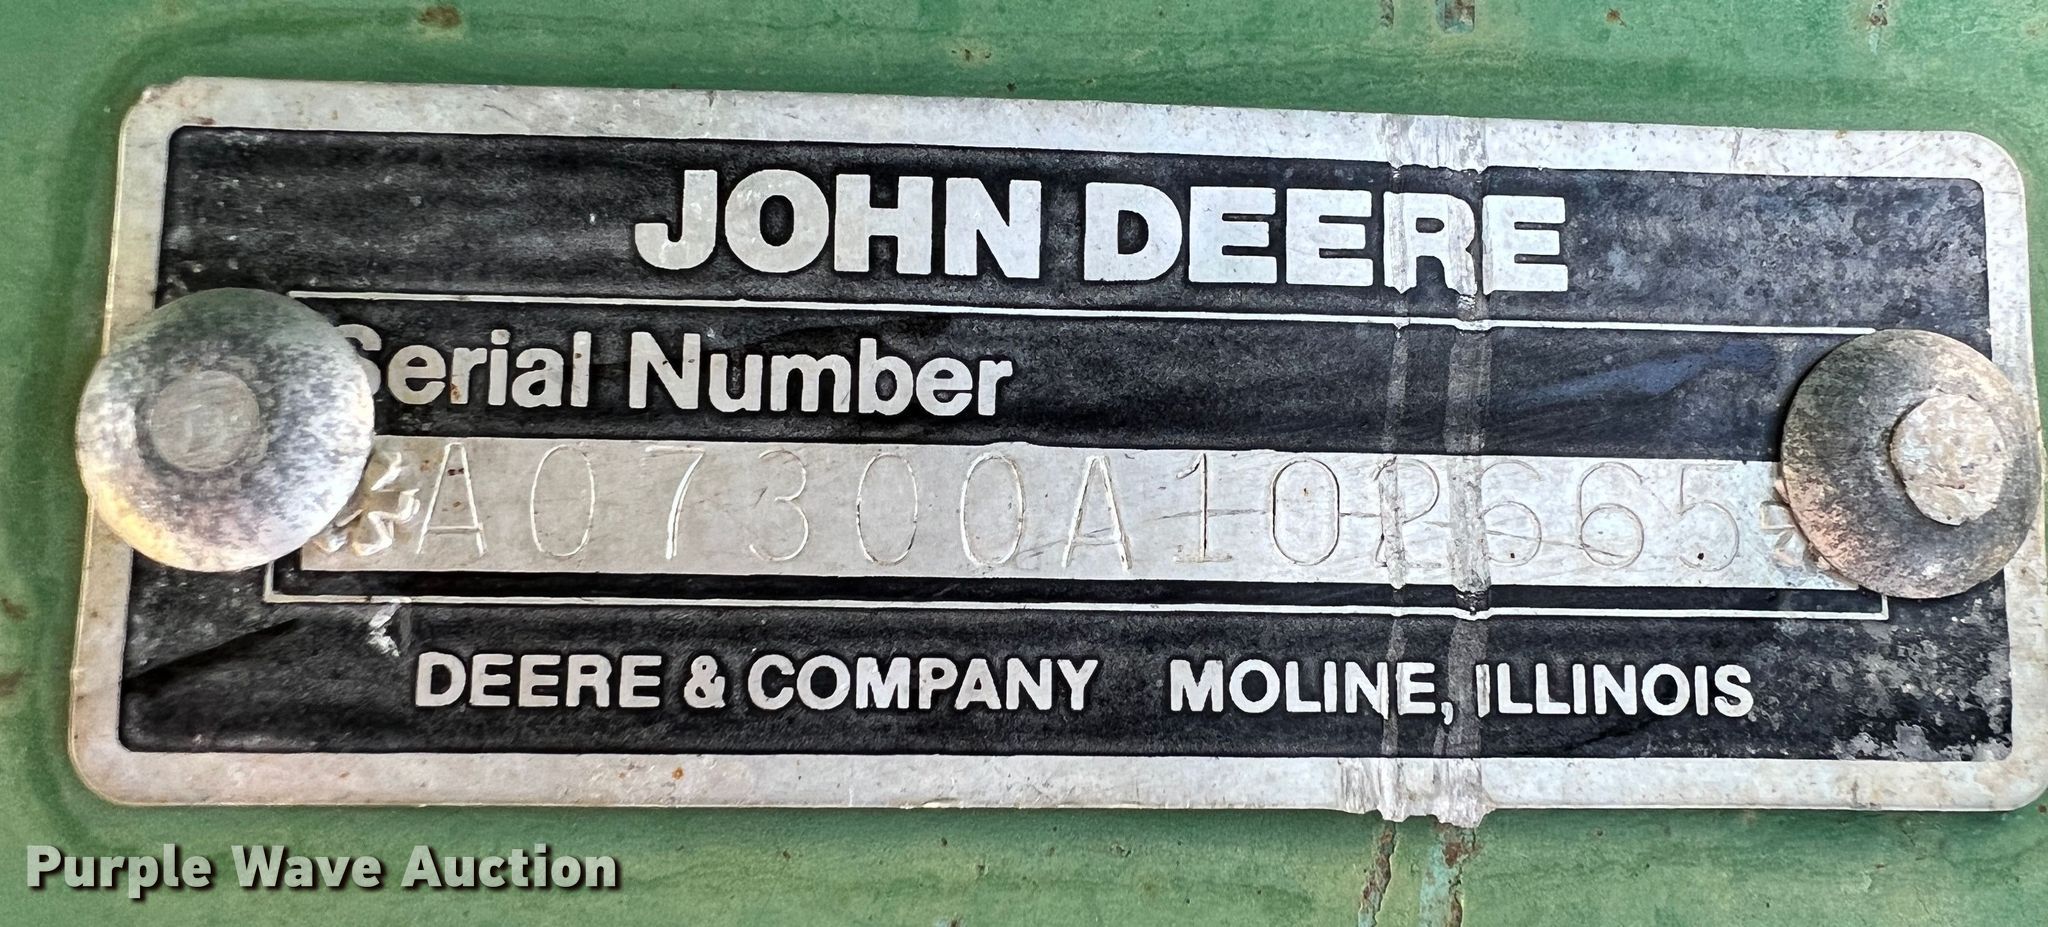 JOHN DEERE
Serial Number
A07300A102665
DEERE & COMPANY MOLINE, ILLINOIS
Purple Wave Auction